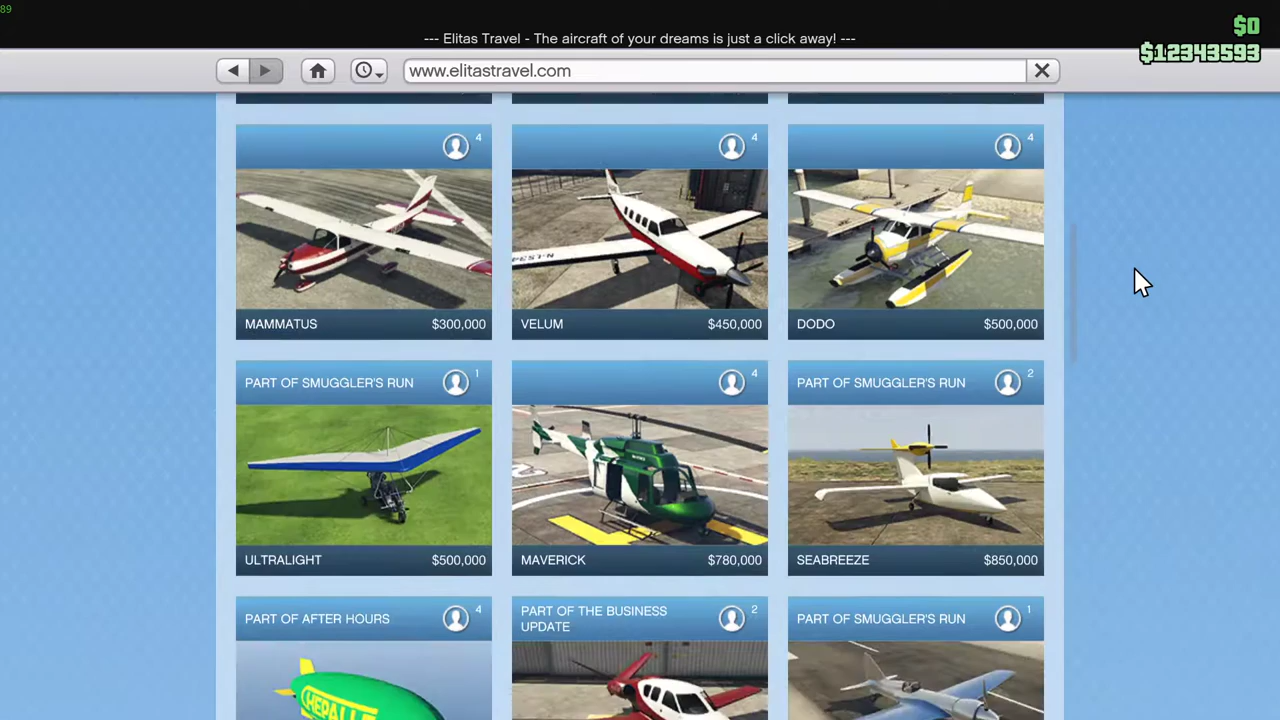 89
$0
--- Elitas Travel - The aircraft of your dreams is just a click away! ---
$12343593
www.elitastravel.com
4
4
4
MAMMATUS $300,000
VELUM $450,000
DODO $500,000
PART OF SMUGGLER'S RUN 1
4
PART OF SMUGGLER'S RUN 2
ULTRALIGHT $500,000
MAVERICK $780,000
SEABREEZE $850,000
PART OF AFTER HOURS 4
PART OF THE BUSINESS
UPDATE 2
PART OF SMUGGLER'S RUN 1